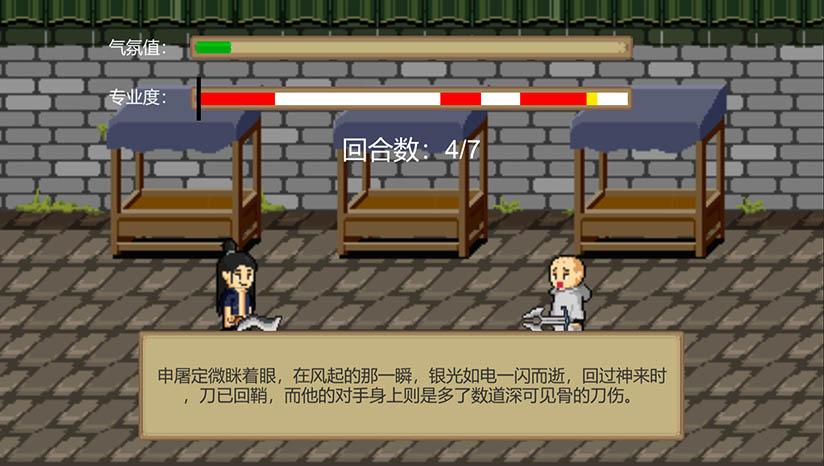 气氛值：
专业度：
回合数：4/7
申屠定微眯着眼，在风起的那一瞬，银光如电一闪而逝，回过神来时
，刀已回鞘，而他的对手身上则是多了数道深可见骨的刀伤。